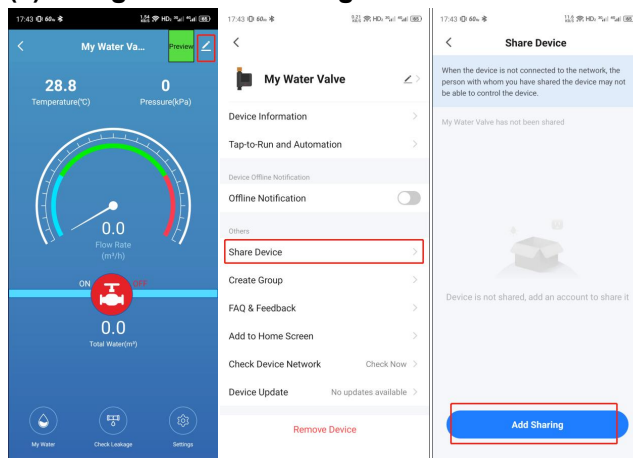 17:43
My Water Va...
Preview
28.8
Temperature(℃)
0
Pressure(kPa)
0.0
Flow Rate
(m³/h)
ON
OFF
0.0
Total Water(m³)
My Water
Check Leakage
Settings
17:43
My Water Valve
Device Information
Tap-to-Run and Automation
Device Offline Notification
Offline Notification
Others
Share Device
Create Group
FAQ & Feedback
Add to Home Screen
Check Device Network
Check Now
Device Update
No updates available
Remove Device
17:43
Share Device
When the device is not connected to the network, the
person with whom you have shared the device may not
be able to control the device.
My Water Valve has not been shared
Device is not shared, add an account to share it
Add Sharing